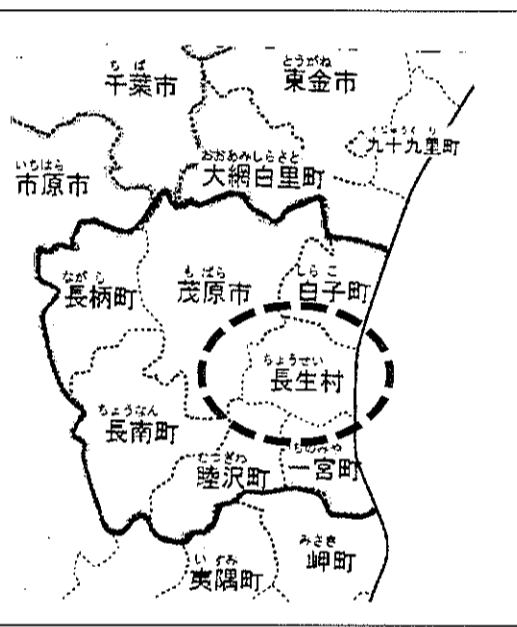 ちば
千葉市
とうがね
東金市
くじゅうくり
九十九里町
いちはら
市原市
おおあみしらさと
大網白里町
ながら
長柄町
もばら
茂原市
しらこ
白子町
ちょうせい
長生村
ちょうなん
長南町
むつざわ
睦沢町
いちのみや
一宮町
いすみ
夷隅町
みさき
岬町